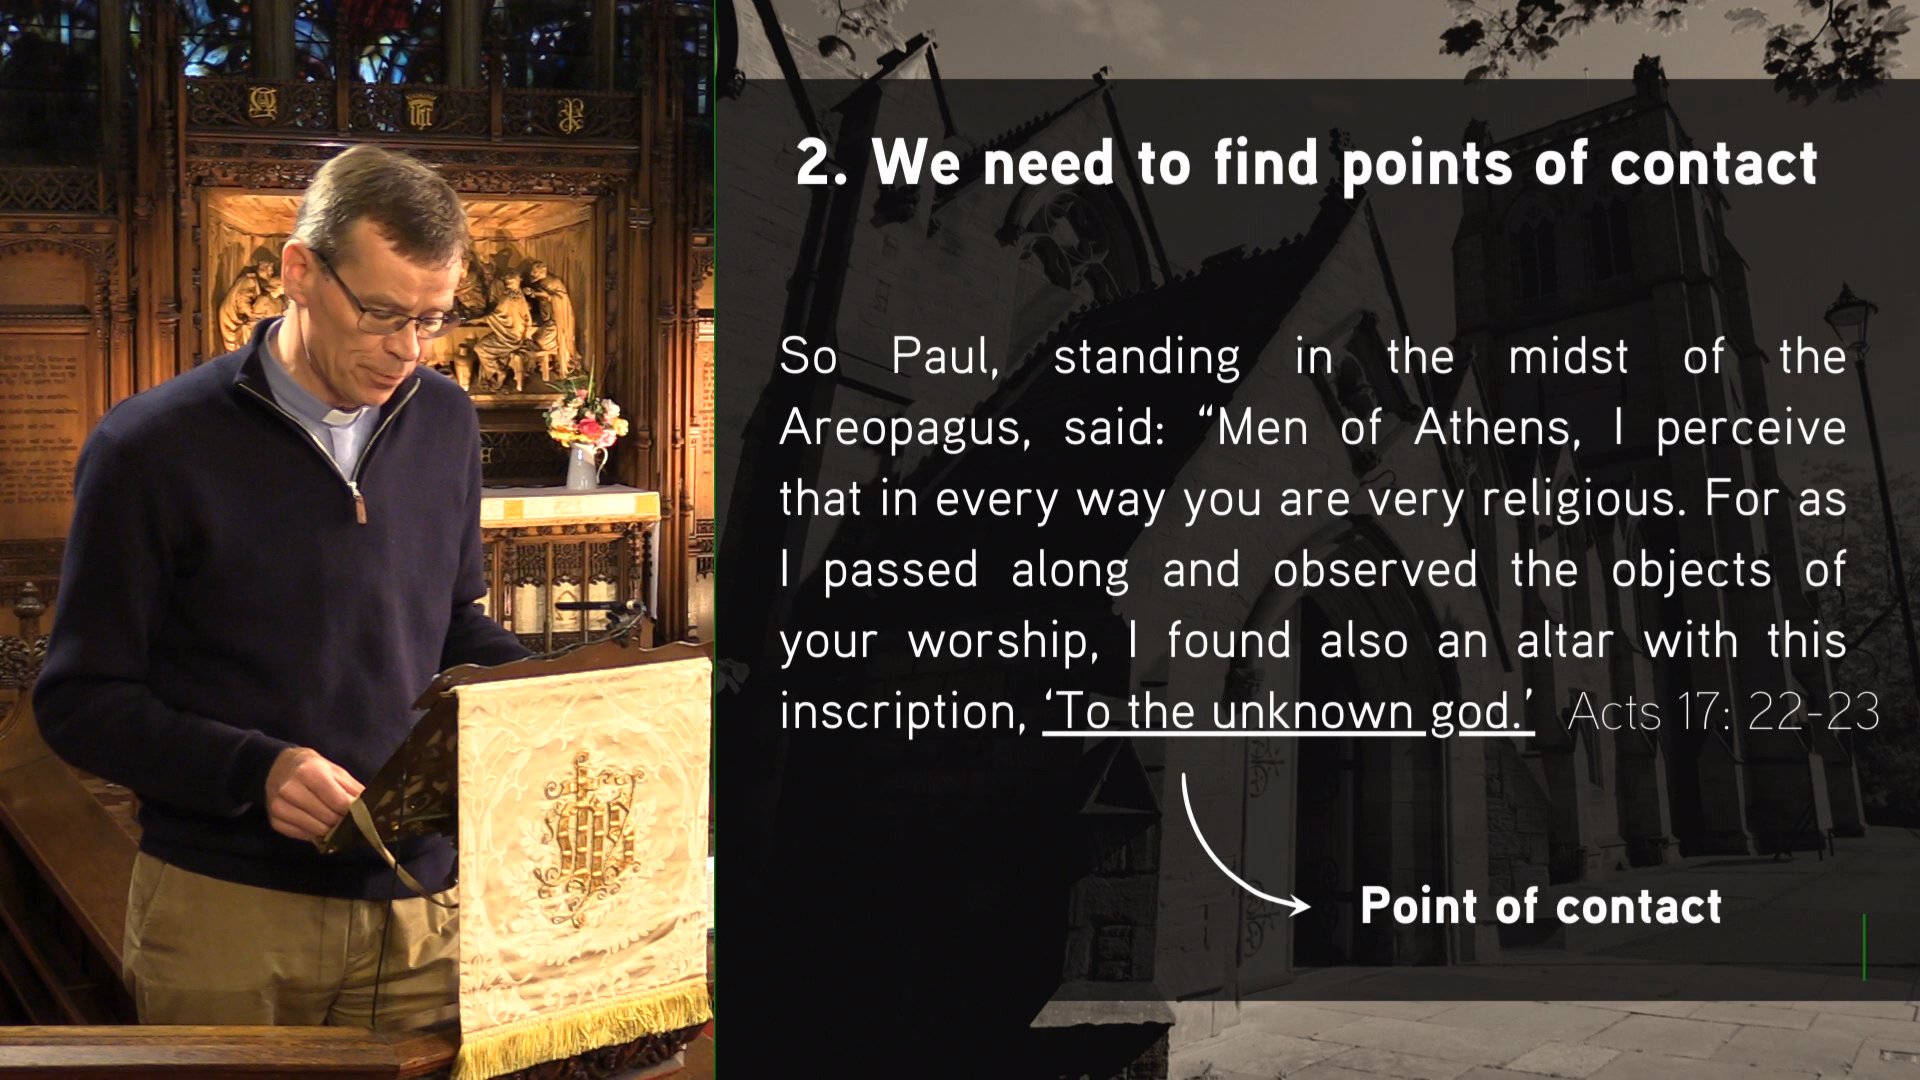 2. We need to find points of contact
So Paul, standing in the midst of the
Areopagus, said: “Men of Athens, I perceive
that in every way you are very religious. For as
I passed along and observed the objects of
your worship, I found also an altar with this
inscription, ‘To the unknown god.’ Acts 17: 22-23
Point of contact